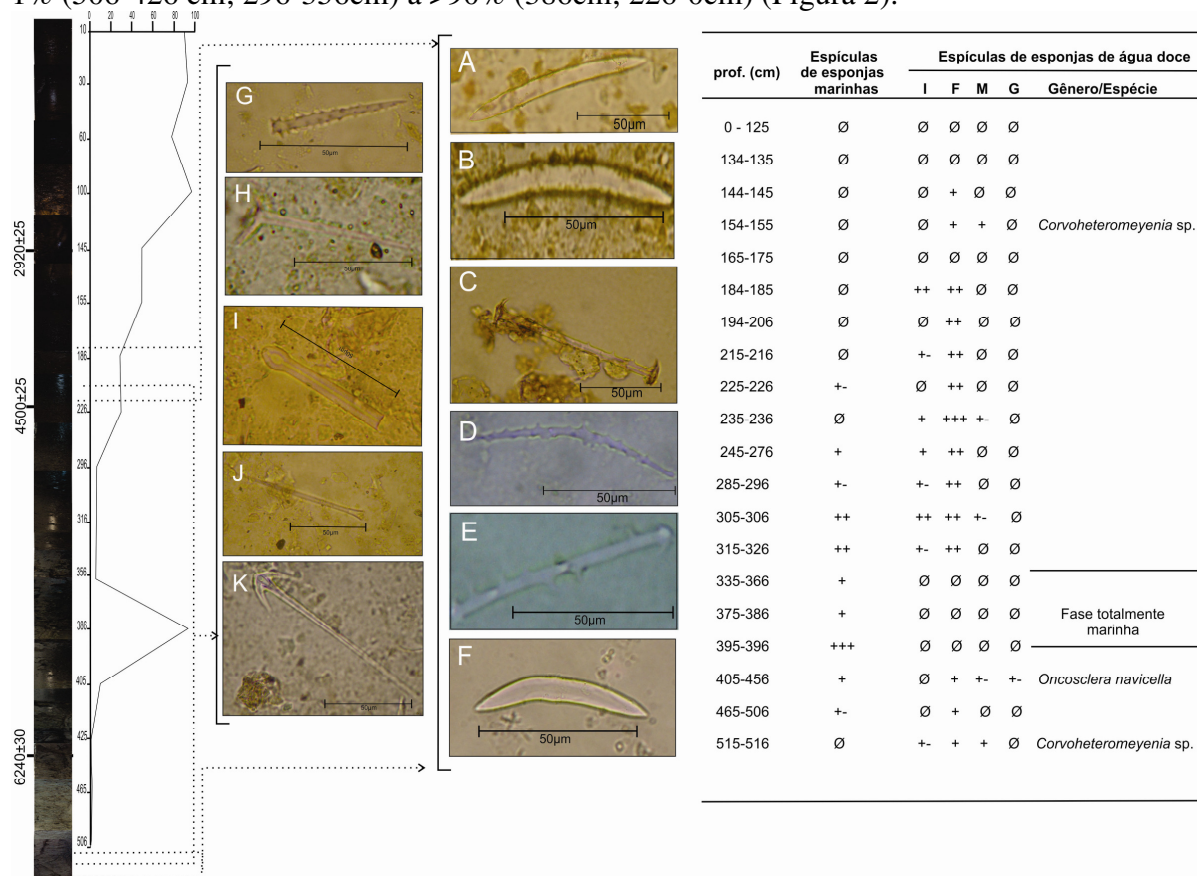 1% (506-426 cm; 296-356cm) a >90% (386cm, 226-0cm) (Figura 2).
0 20 40 60 80 100
10
30
60
100
145
155
186
226
296
316
356
386
405
425
465
506
2920±25
4500±25
6240±30
G
50µm
H
50µm
I
J
50µm
K
50µm
A
50µm
B
50µm
C
50µm
D
50µm
E
50µm
F
50µm
prof. (cm) Espículas de esponjas marinhas Espículas de esponjas de água doce
I F M G Gênero/Espécie
0 - 125 Ø Ø Ø Ø Ø
134-135 Ø Ø Ø Ø Ø
144-145 Ø Ø + Ø Ø
154-155 Ø Ø + + Ø Corvoheteromeyenia sp.
165-175 Ø Ø Ø Ø Ø
184-185 Ø ++ ++ Ø Ø
194-206 Ø Ø ++ Ø Ø
215-216 Ø +- ++ Ø Ø
225-226 +- Ø ++ Ø Ø
235-236 Ø + +++ +- Ø
245-276 + + ++ Ø Ø
285-296 +- +- ++ Ø Ø
305-306 ++ ++ ++ +- Ø
315-326 ++ +- ++ Ø Ø
335-366 + Ø Ø Ø Ø
375-386 + Ø Ø Ø Ø Fase totalmente marinha
395-396 +++ Ø Ø Ø Ø
405-456 + Ø + +- +- Oncosclera navicella
465-506 +- Ø + Ø Ø
515-516 Ø +- + + Ø Corvoheteromeyenia sp.